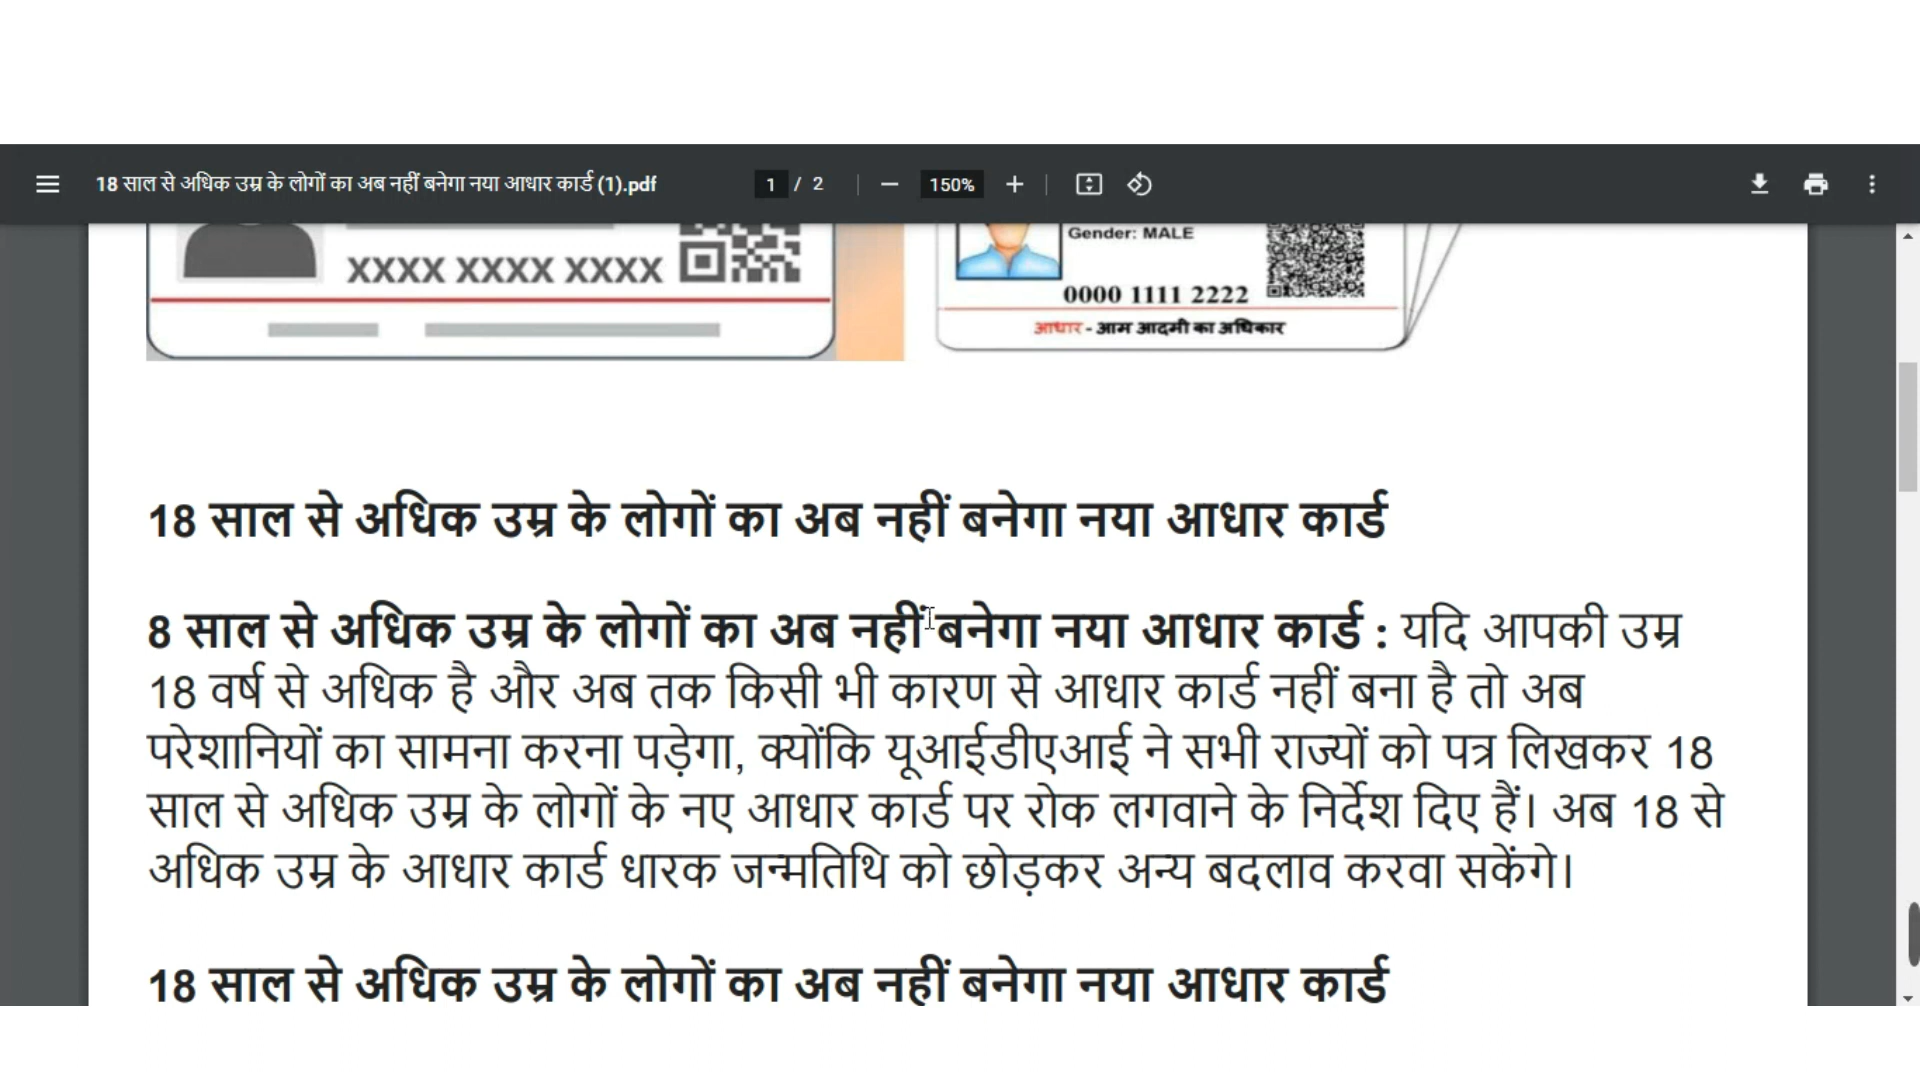 18 साल से अधिक उम्र के लोगों का अब नहीं बनेगा नया आधार कार्ड (1).pdf
1 / 2
150%
XXXX XXXX XXXX
Gender: MALE
0000 1111 2222
आधार - आम आदमी का अधिकार
18 साल से अधिक उम्र के लोगों का अब नहीं बनेगा नया आधार कार्ड
8 साल से अधिक उम्र के लोगों का अब नहीं बनेगा नया आधार कार्ड : यदि आपकी उम्र
18 वर्ष से अधिक है और अब तक किसी भी कारण से आधार कार्ड नहीं बना है तो अब
परेशानियों का सामना करना पड़ेगा, क्योंकि यूआईडीएआई ने सभी राज्यों को पत्र लिखकर 18
साल से अधिक उम्र के लोगों के नए आधार कार्ड पर रोक लगवाने के निर्देश दिए हैं। अब 18 से
अधिक उम्र के आधार कार्ड धारक जन्मतिथि को छोड़कर अन्य बदलाव करवा सकेंगे।
18 साल से अधिक उम्र के लोगों का अब नहीं बनेगा नया आधार कार्ड